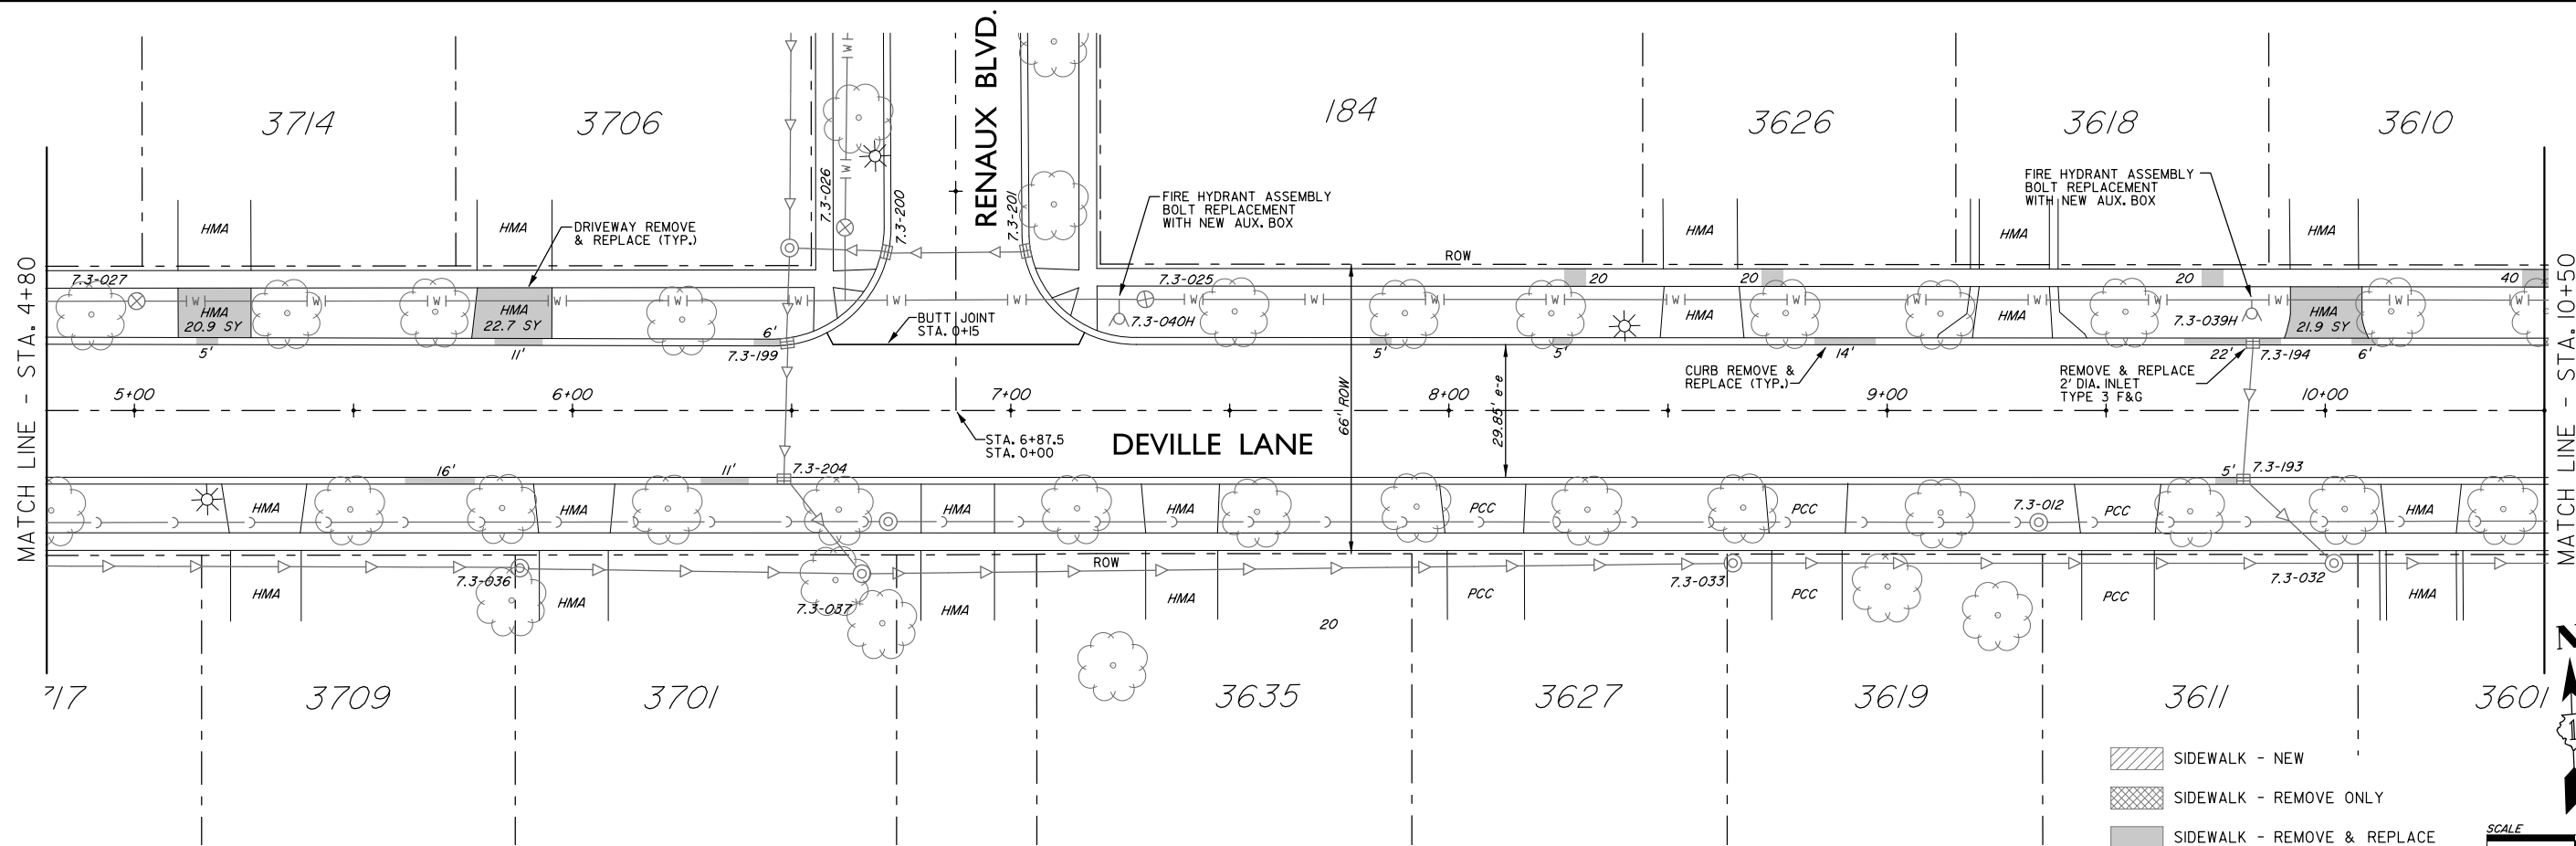 RENAUX BLVD.
3714
3706
184
3626
3618
3610
FIRE HYDRANT ASSEMBLY
BOLT REPLACEMENT
WITH NEW AUX. BOX
FIRE HYDRANT ASSEMBLY
BOLT REPLACEMENT
WITH NEW AUX. BOX
7.3-026
7.3-200
7.3-201
HMA
HMA
DRIVEWAY REMOVE
& REPLACE (TYP.)
HMA
HMA
HMA
ROW
MATCH LINE - STA. 4+80
MATCH LINE - STA. 10+50
7.3-027
7.3-025
20
20
20
40
W W W W W W W W W W W W W W W W W W
W
W
HMA
20.9 SY
HMA
22.7 SY
7.3-040H
HMA
HMA
7.3-039H
HMA
21.9 SY
BUTT JOINT
STA. 0+15
5'
11'
6'
7.3-199
5'
5'
14'
22'
7.3-194
6'
CURB REMOVE &
REPLACE (TYP.)
REMOVE & REPLACE
2' DIA. INLET
TYPE 3 F&G
5+00
6+00
7+00
8+00
9+00
10+00
66' ROW
29.85' e-e
STA. 6+87.5
STA. 0+00
DEVILLE LANE
16'
11'
7.3-204
5'
7.3-193
HMA
HMA
HMA
HMA
PCC
PCC
7.3-012
PCC
HMA
ROW
7.3-036
7.3-037
7.3-033
7.3-032
HMA
HMA
HMA
HMA
PCC
PCC
PCC
HMA
20
717
3709
3701
3635
3627
3619
3611
3601
N
SIDEWALK - NEW
SIDEWALK - REMOVE ONLY
SIDEWALK - REMOVE & REPLACE
SCALE